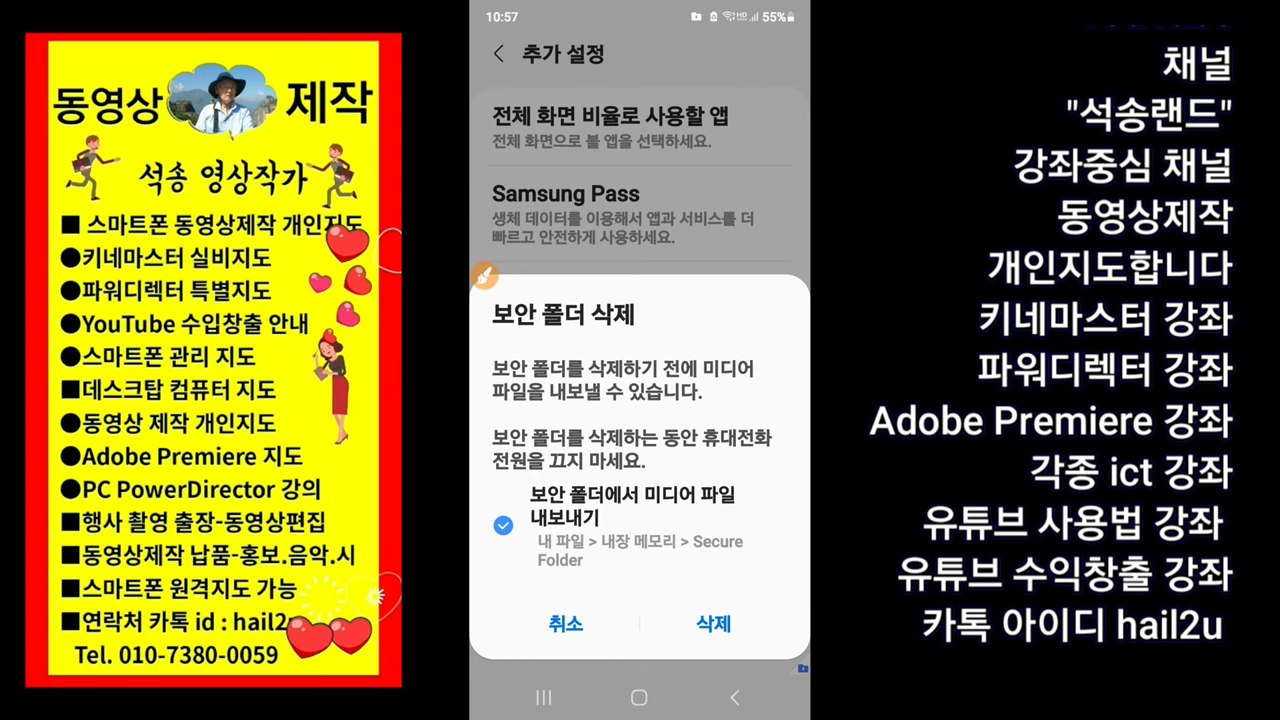 동영상 제작
석송 영상작가
■ 스마트폰 동영상제작 개인지도
●키네마스터 실비지도
●파워디렉터 특별지도
●YouTube 수입창출 안내
●스마트폰 관리 지도
■데스크탑 컴퓨터 지도
●동영상 제작 개인지도
●Adobe Premiere 지도
●PC PowerDirector 강의
■행사 촬영 출장-동영상편집
■동영상제작 납품-홍보.음악.시
■스마트폰 원격지도 가능
■연락처 카톡 id : hail2
Tel. 010-7380-0059
10:57
55%
추가 설정
전체 화면 비율로 사용할 앱
전체 화면으로 볼 앱을 선택하세요.
Samsung Pass
생체 데이터를 이용해서 앱과 서비스를 더
빠르고 안전하게 사용하세요.
보안 폴더 삭제
보안 폴더를 삭제하기 전에 미디어
파일을 내보낼 수 있습니다.
보안 폴더를 삭제하는 동안 휴대전화
전원을 끄지 마세요.
보안 폴더에서 미디어 파일
내보내기
내 파일 > 내장 메모리 > Secure
Folder
취소 삭제
채널
"석송랜드"
강좌중심 채널
동영상제작
개인지도합니다
키네마스터 강좌
파워디렉터 강좌
Adobe Premiere 강좌
각종 ict 강좌
유튜브 사용법 강좌
유튜브 수익창출 강좌
카톡 아이디 hail2u